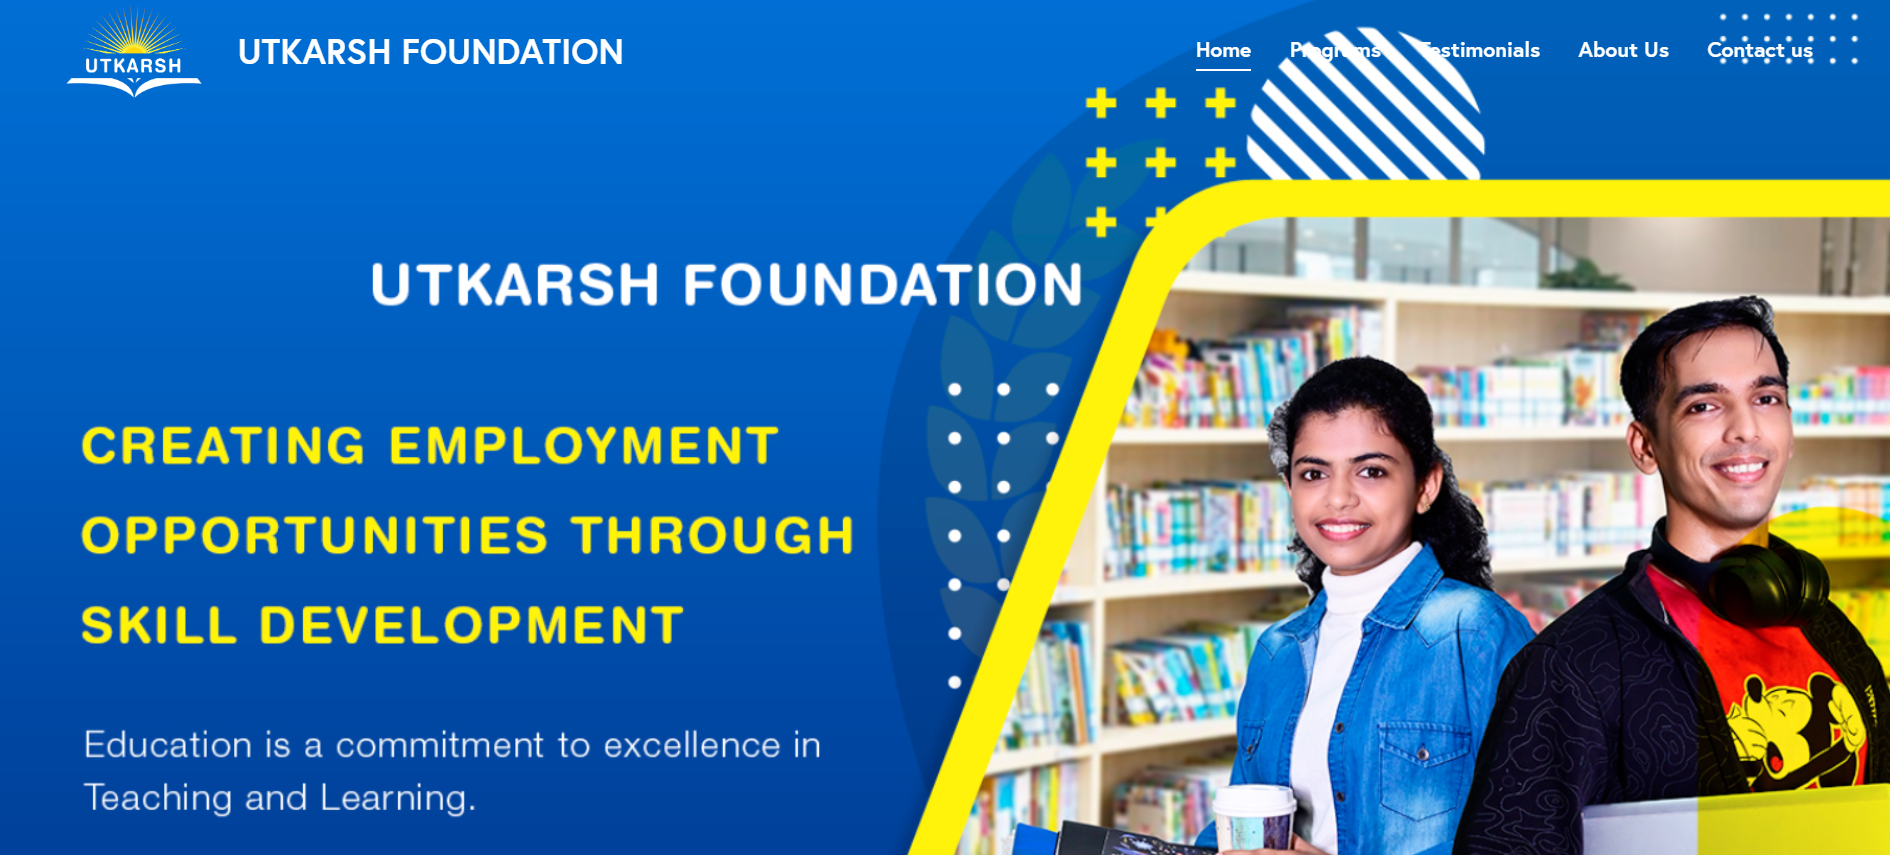 UTKARSH
UTKARSH FOUNDATION
Home Programs Testimonials About Us Contact us
UTKARSH FOUNDATION
CREATING EMPLOYMENT
OPPORTUNITIES THROUGH
SKILL DEVELOPMENT
Education is a commitment to excellence in
Teaching and Learning.